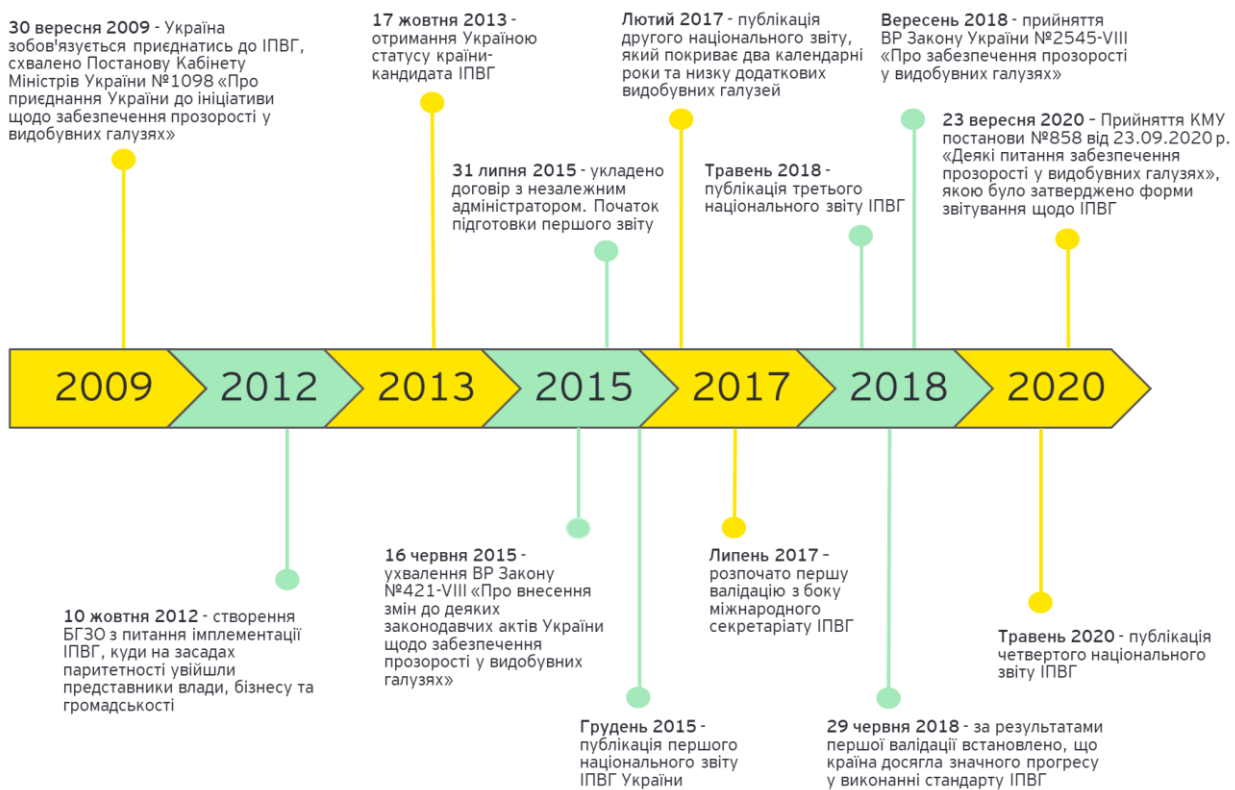 30 вересня 2009 - Україна
зобов'язується приєднатись до ІПВГ,
схвалено Постанову Кабінету
Міністрів України №1098 «Про
приєднання України до ініціативи
щодо забезпечення прозорості у
видобувних галузях»
17 жовтня 2013 -
отримання Україною
статусу країни-
кандидата ІПВГ
31 липня 2015 - укладено
договір з незалежним
адміністратором. Початок
підготовки першого звіту
Лютий 2017 - публікація
другого національного звіту,
який покриває два календарні
роки та низку додаткових
видобувних галузей
Травень 2018 -
публікація третього
національного звіту ІПВГ
Вересень 2018 - прийняття
ВР Закону України №2545-VIII
«Про забезпечення прозорості
у видобувних галузях»
23 вересня 2020 – Прийняття КМУ
постанови №858 від 23.09.2020 р.
«Деякі питання забезпечення
прозорості у видобувних галузях»,
якою було затверджено форми
звітування щодо ІПВГ
2009
2012
2013
2015
2017
2018
2020
10 жовтня 2012 - створення
БГЗО з питання імплементації
ІПВГ, куди на засадах
паритетності увійшли
представники влади, бізнесу та
громадськості
16 червня 2015 -
ухвалення ВР Закону
№421-VIII «Про внесення
змін до деяких
законодавчих актів України
щодо забезпечення
прозорості у видобувних
галузях»
Грудень 2015 -
публікація першого
національного звіту
ІПВГ України
Липень 2017 –
розпочато першу
валідацію з боку
міжнародного
секретаріату ІПВГ
29 червня 2018 - за результатами
першої валідації встановлено, що
країна досягла значного прогресу
у виконанні стандарту ІПВГ
Травень 2020 - публікація
четвертого національного
звіту ІПВГ